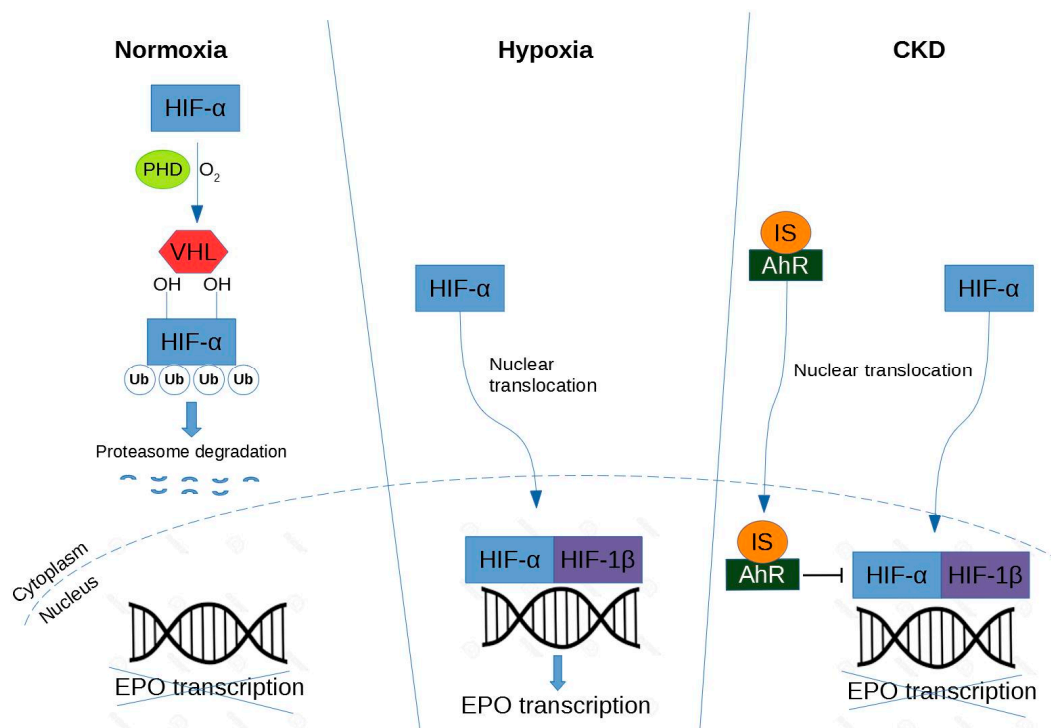 Normoxia
HIF-α
PHD
O2
VHL
OH OH
HIF-α
Ub Ub Ub Ub
Proteasome degradation
Cytoplasm
Nucleus
EPO transcription
Hypoxia
HIF-α
Nuclear
translocation
HIF-α HIF-1β
EPO transcription
CKD
IS
AhR
HIF-α
Nuclear translocation
IS
AhR
HIF-α HIF-1β
EPO transcription